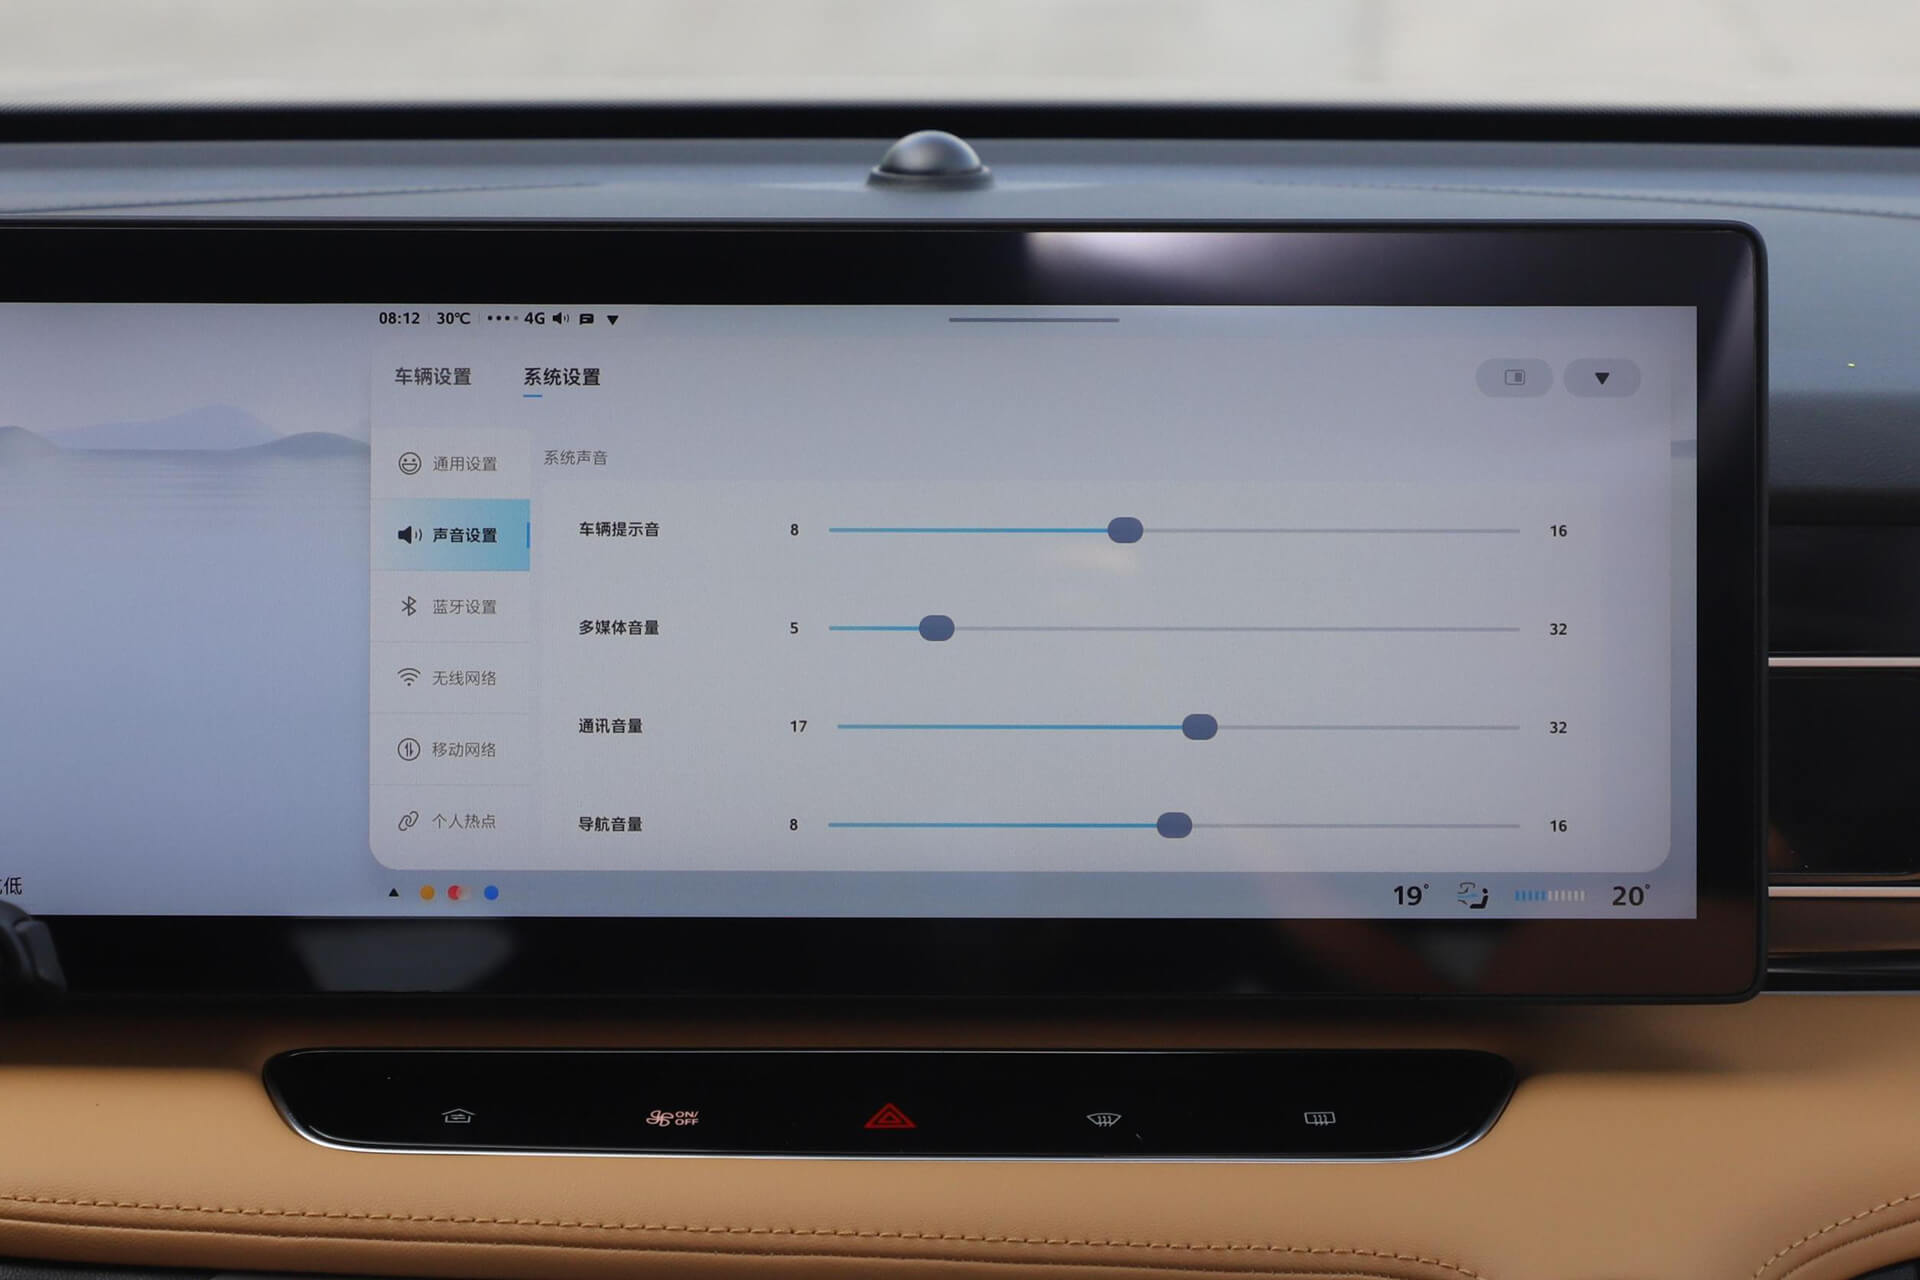 08:12 30℃ 4G
车辆设置 系统设置
通用设置
声音设置
蓝牙设置
无线网络
移动网络
个人热点
系统声音
车辆提示音 8 16
多媒体音量 5 32
通讯音量 17 32
导航音量 8 16
低
19° 20°
ON/
OFF